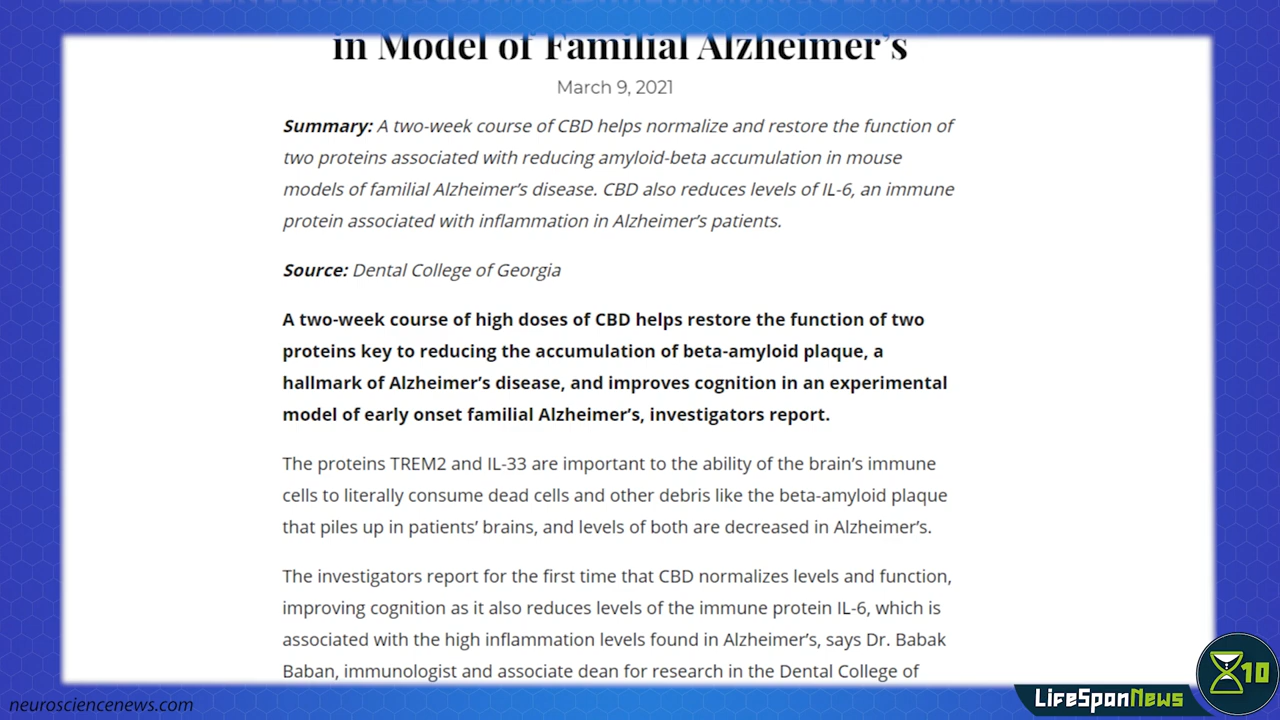 in Model of Familial Alzheimer's
March 9, 2021
Summary: A two-week course of CBD helps normalize and restore the function of
two proteins associated with reducing amyloid-beta accumulation in mouse
models of familial Alzheimer's disease. CBD also reduces levels of IL-6, an immune
protein associated with inflammation in Alzheimer's patients.
Source: Dental College of Georgia
A two-week course of high doses of CBD helps restore the function of two
proteins key to reducing the accumulation of beta-amyloid plaque, a
hallmark of Alzheimer's disease, and improves cognition in an experimental
model of early onset familial Alzheimer's, investigators report.
The proteins TREM2 and IL-33 are important to the ability of the brain's immune
cells to literally consume dead cells and other debris like the beta-amyloid plaque
that piles up in patients' brains, and levels of both are decreased in Alzheimer's.
The investigators report for the first time that CBD normalizes levels and function,
improving cognition as it also reduces levels of the immune protein IL-6, which is
associated with the high inflammation levels found in Alzheimer's, says Dr. Babak
Baban, immunologist and associate dean for research in the Dental College of
10
LifeSpanNews
neurosciencenews.com